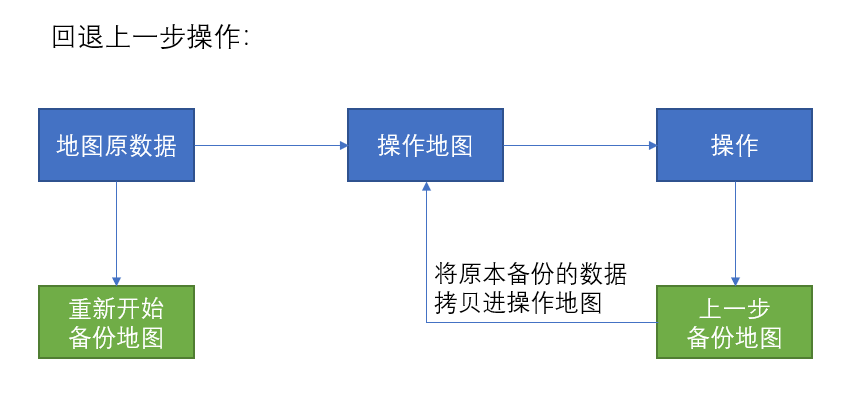 回退上一步操作:
地图原数据
操作地图
操作
将原本备份的数据
拷贝进操作地图
重新开始
备份地图
上一步
备份地图